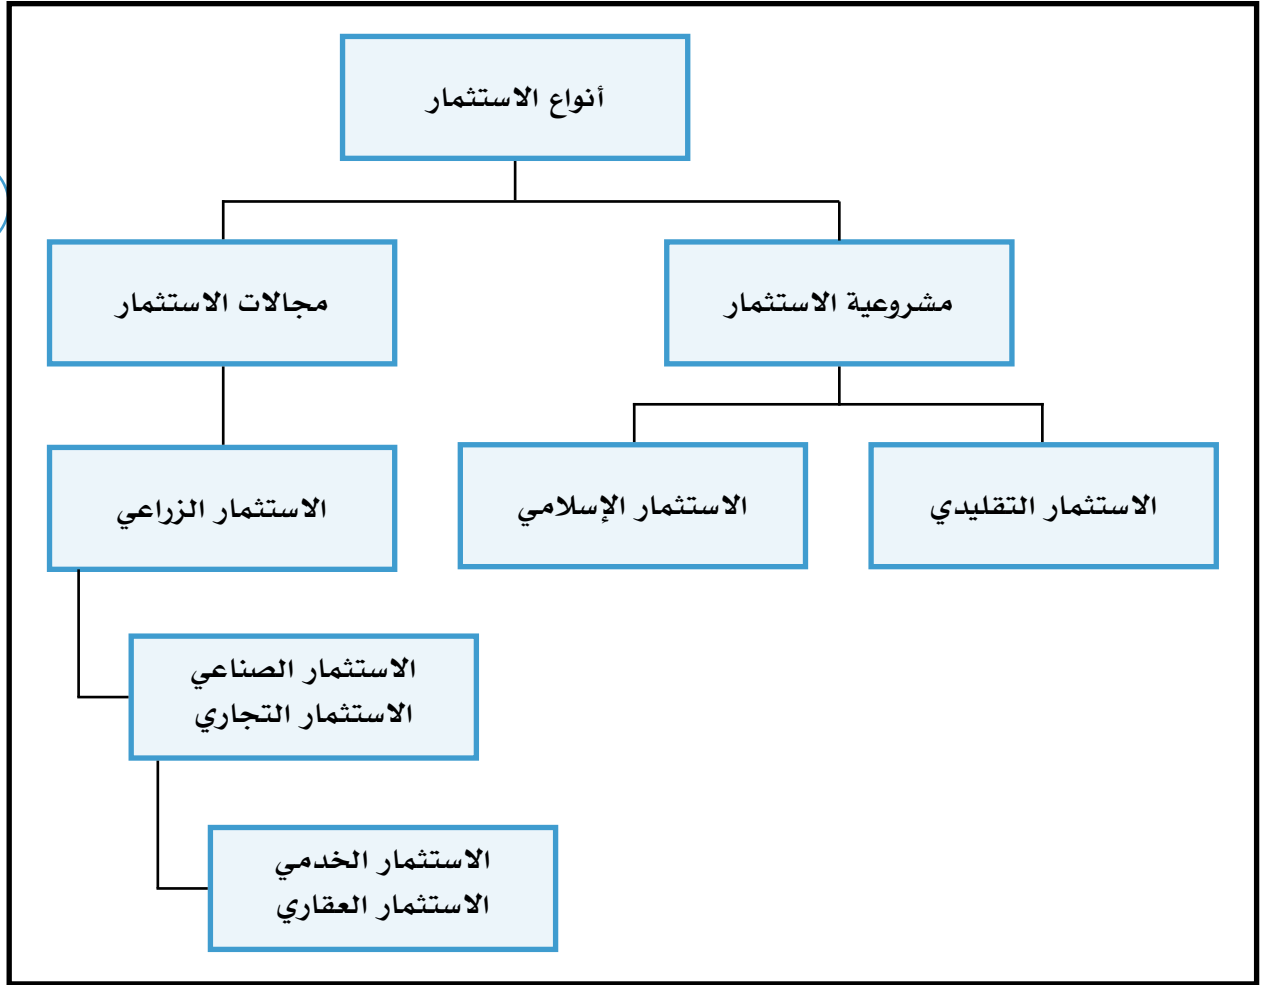 أنواع الاستثمار
مشروعية الاستثمار
مجالات الاستثمار
الاستثمار التقليدي
الاستثمار الإسلامي
الاستثمار الزراعي
الاستثمار الصناعي
الاستثمار التجاري
الاستثمار الخدمي
الاستثمار العقاري